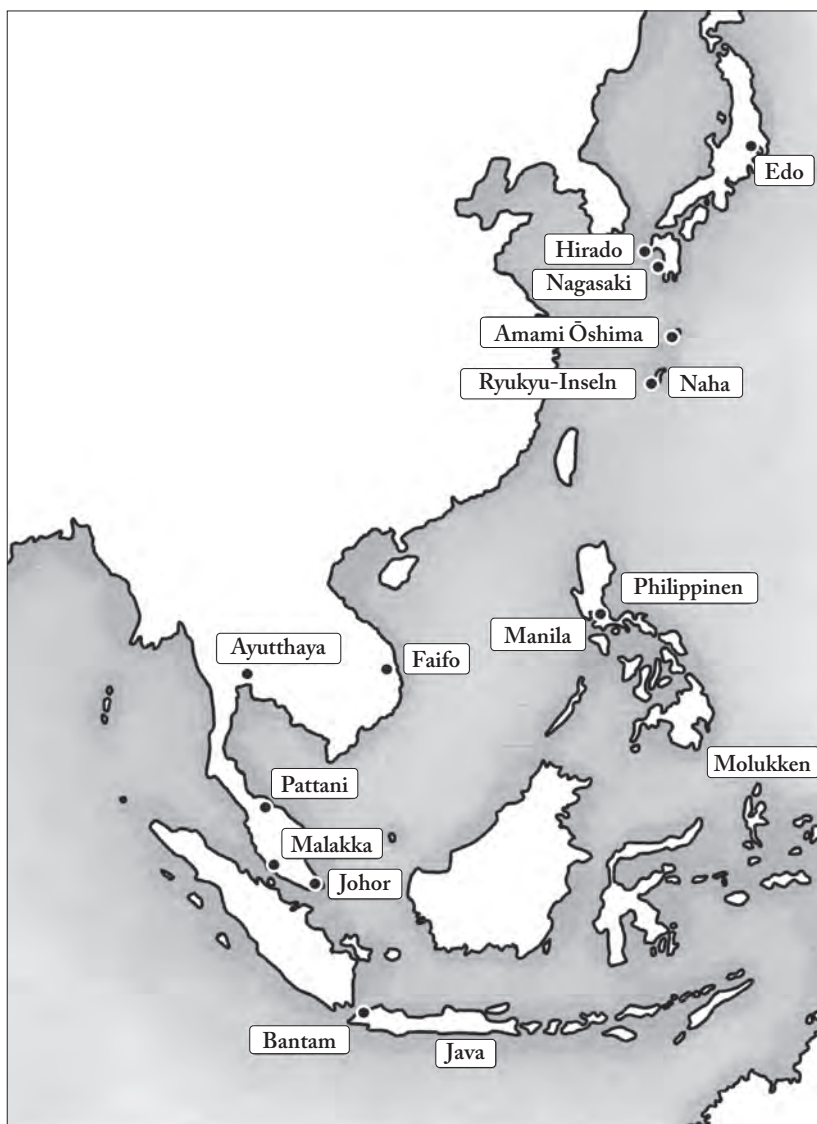 Edo
Hirado
Nagasaki
Amami Ōshima
Ryukyu-Inseln
Naha
Philippinen
Manila
Ayutthaya
Faifo
Molukken
Pattani
Malakka
Johor
Bantam
Java